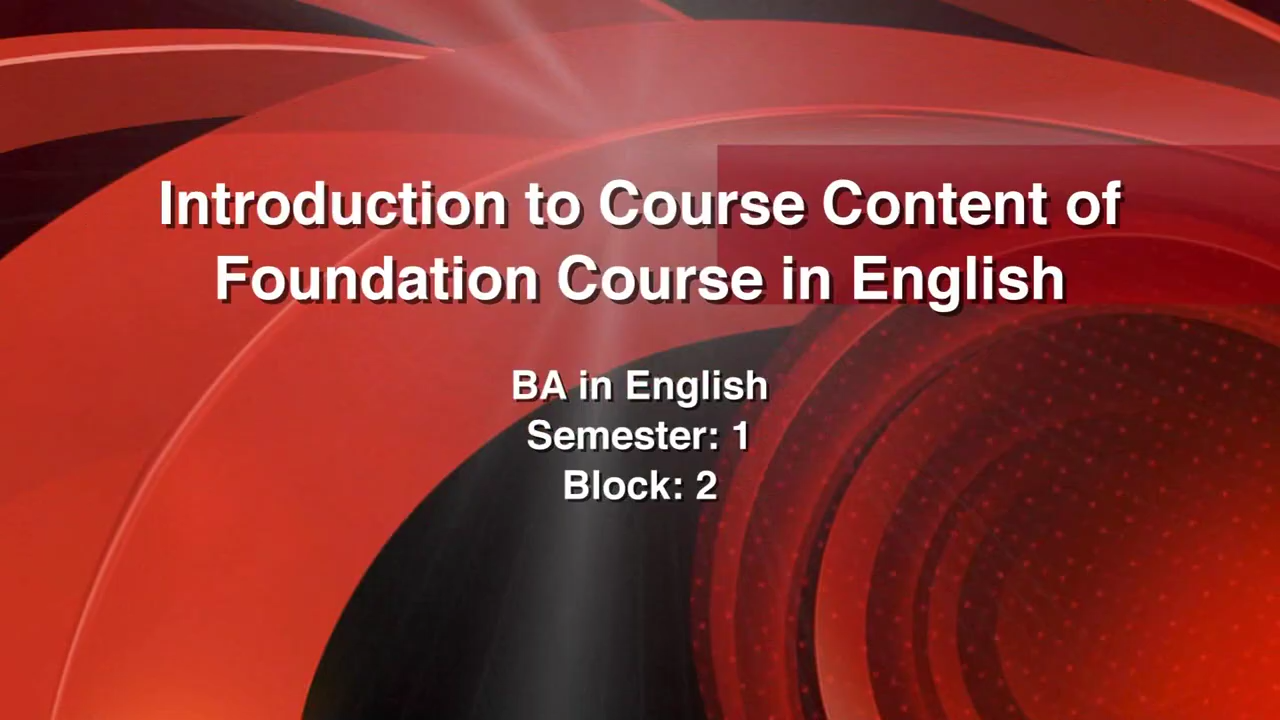 Introduction to Course Content of
Foundation Course in English
BA in English
Semester: 1
Block: 2